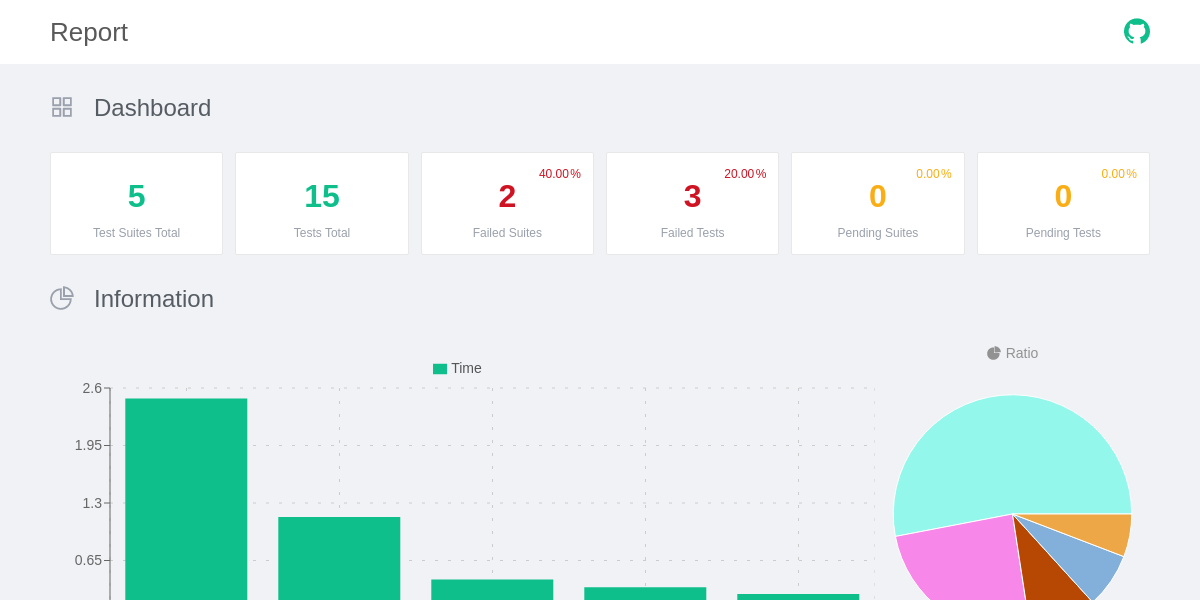 Report
Dashboard
5
Test Suites Total
15
Tests Total
40.00%
2
Failed Suites
20.00%
3
Failed Tests
0.00%
0
Pending Suites
0.00%
0
Pending Tests
Information
Time
2.6
1.95
1.3
0.65
Ratio